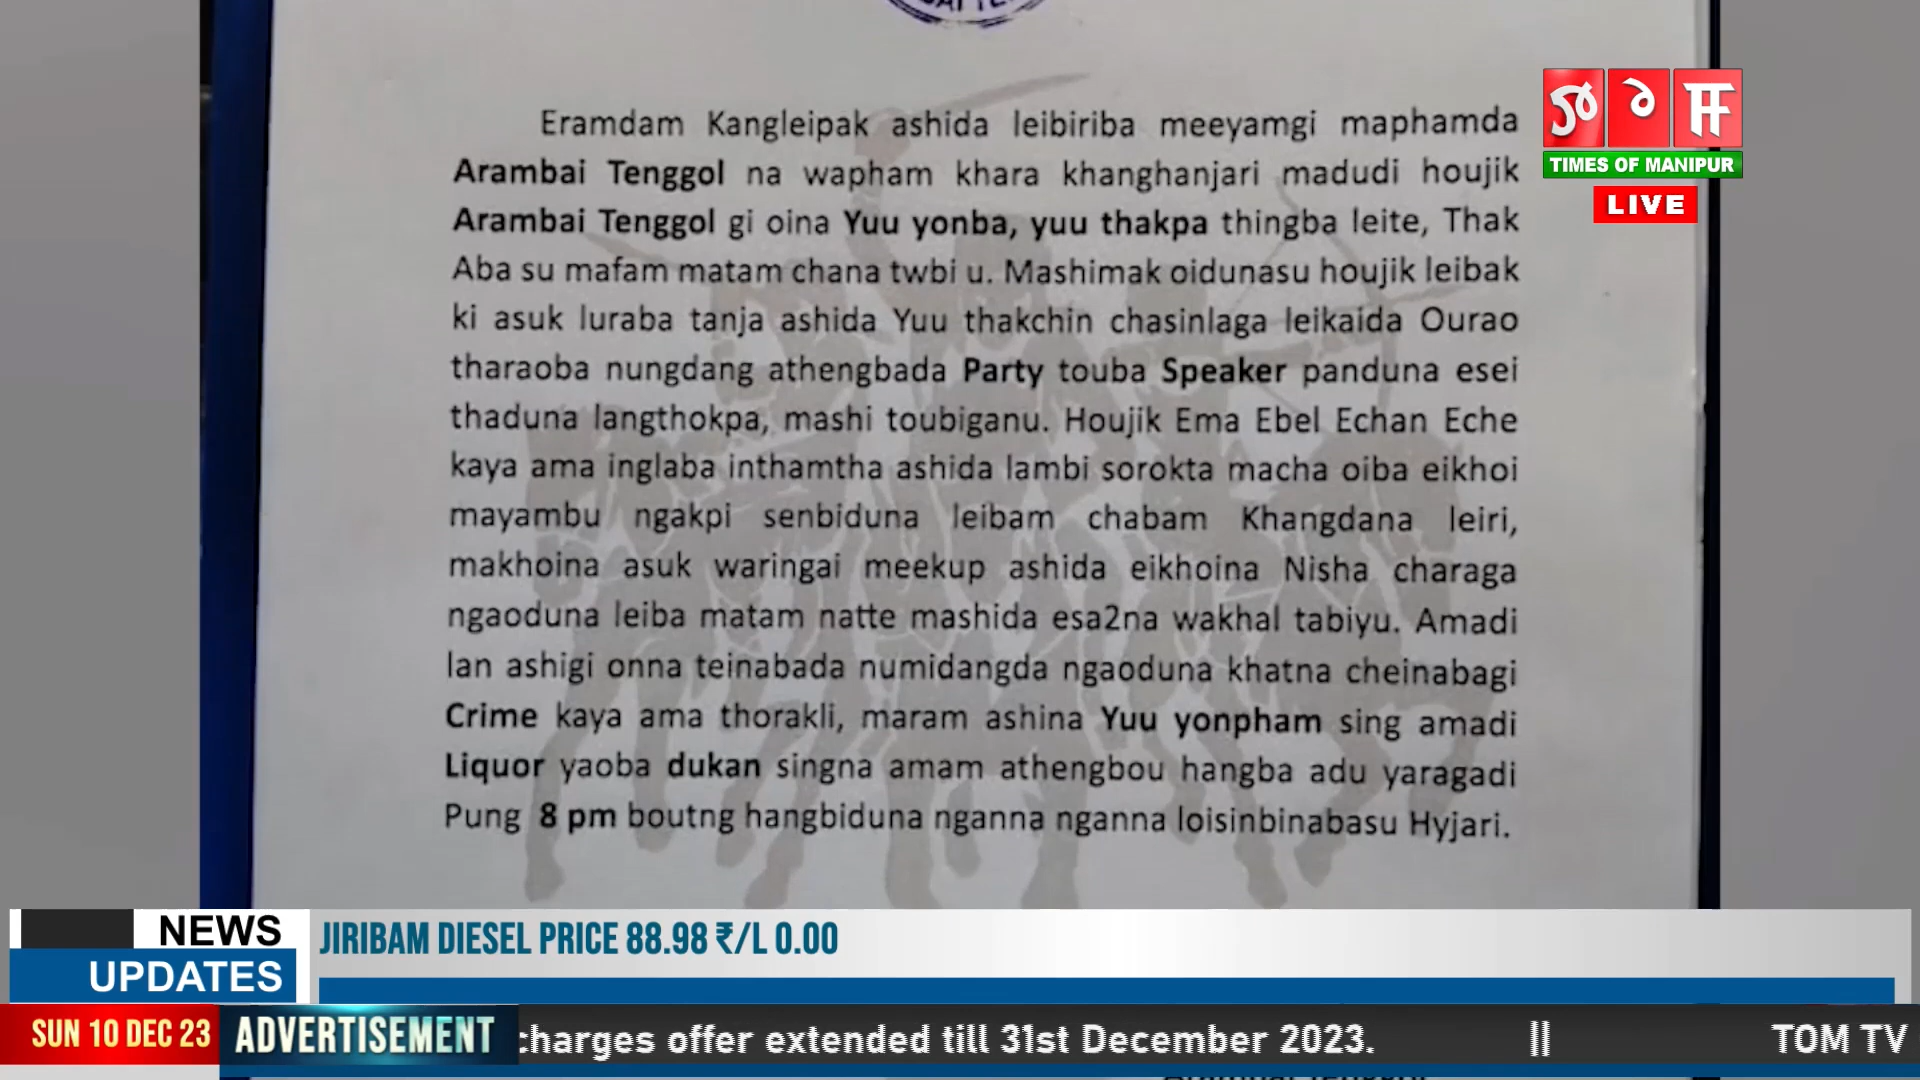 Eramdam Kangleipak ashida leibiriba meeyamgi maphamda
Arambai Tenggol na wapham khara khanghanjari madudi houjik
Arambai Tenggol gi oina Yuu yonba, yuu thakpa thingba leite, Thak
Aba su mafam matam chana twbi u. Mashimak oidunasu houjik leibak
ki asuk luraba tanja ashida Yuu thakchin chasinlaga leikaida Ourao
tharaoba nungdang athengbada Party touba Speaker panduna esei
thaduna langthokpa, mashi toubiganu. Houjik Ema Ebel Echan Eche
kaya ama inglaba inthamtha ashida lambi sorokta macha oiba eikhoi
mayambu ngakpi senbiduna leibam chabam Khangdana leiri,
makhoina asuk waringai meekup ashida eikhoina Nisha charaga
ngaoduna leiba matam natte mashida esa2na wakhal tabiyu. Amadi
lan ashigi onna teinabada numidangda ngaoduna khatna cheinabagi
Crime kaya ama thorakli, maram ashina Yuu yonpham sing amadi
Liquor yaoba dukan singna amam athengbou hangba adu yaragadi
Pung 8 pm boutng hangbiduna nganna nganna loisinbinabasu Hyjari.
TIMES OF MANIPUR
LIVE
NEWS
UPDATES
JIRIBAM DIESEL PRICE 88.98 ₹/L 0.00
SUN 10 DEC 23
ADVERTISEMENT
charges offer extended till 31st December 2023. || TOM TV